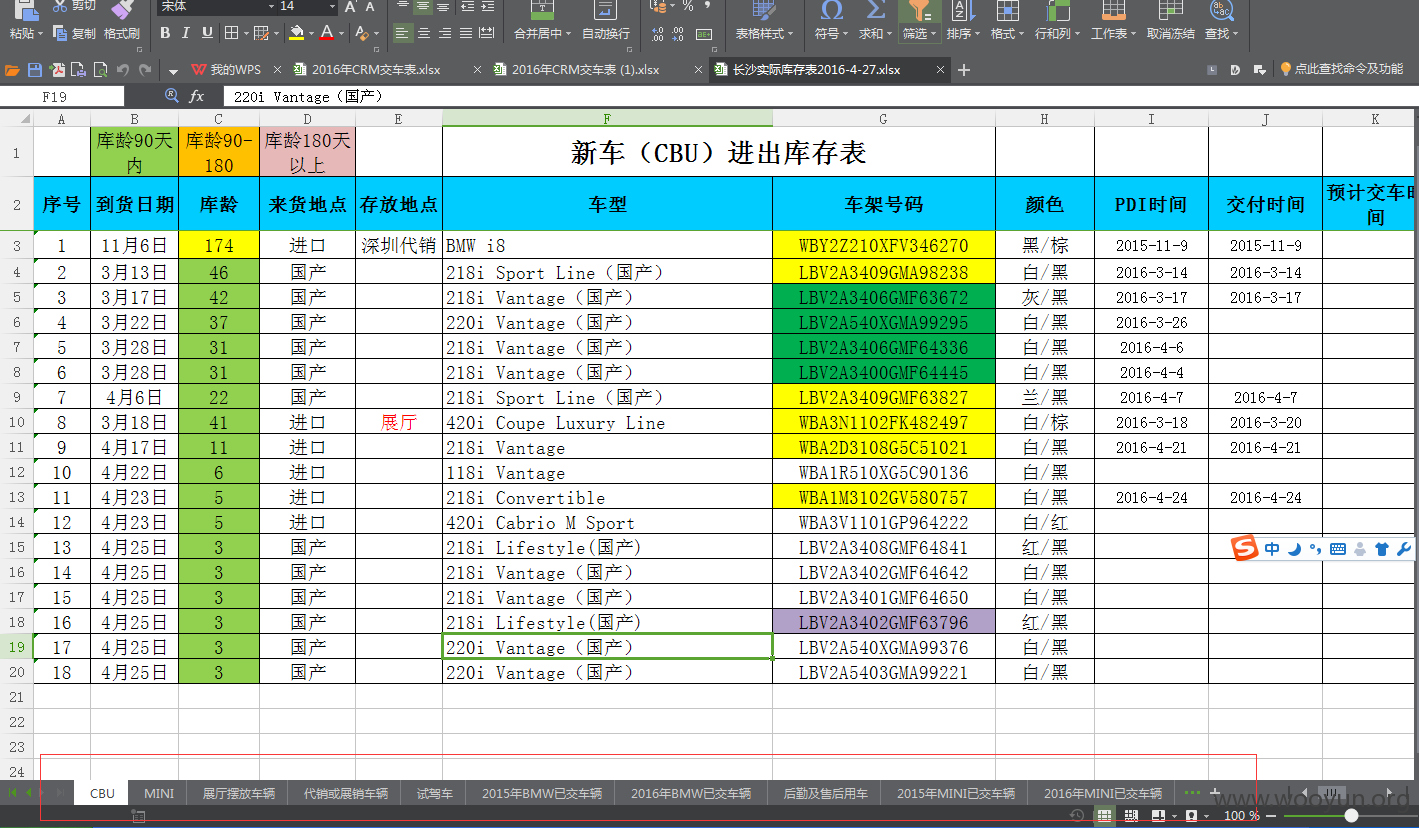 剪切 宋体 14 A A
粘贴 复制 格式刷 B I U 合并居中 自动换行 表格样式 符号 求和 筛选 排序 格式 行和列 工作表 取消冻结 查找
我的WPS 2016年CRM交车表.xlsx 2016年CRM交车表 (1).xlsx 长沙实际库存表2016-4-27.xlsx 点此查找命令及功能
F19 fx 220i Vantage（国产）
A B C D E F G H I J K
1 库龄90天内 库龄90-180 库龄180天以上 新车（CBU）进出库存表
2 序号 到货日期 库龄 来货地点 存放地点 车型 车架号码 颜色 PDI时间 交付时间 预计交车时间
3 1 11月6日 174 进口 深圳代销 BMW i8 WBY2Z210XFV346270 黑/棕 2015-11-9 2015-11-9
4 2 3月13日 46 国产 218i Sport Line（国产） LBV2A3409GMA98238 白/黑 2016-3-14 2016-3-14
5 3 3月17日 42 国产 218i Vantage（国产） LBV2A3406GMF63672 灰/黑 2016-3-17 2016-3-17
6 4 3月22日 37 国产 220i Vantage（国产） LBV2A540XGMA99295 白/黑 2016-3-26
7 5 3月28日 31 国产 218i Vantage（国产） LBV2A3406GMF64336 白/黑 2016-4-6
8 6 3月28日 31 国产 218i Vantage（国产） LBV2A3400GMF64445 白/黑 2016-4-4
9 7 4月6日 22 国产 218i Sport Line（国产） LBV2A3409GMF63827 兰/黑 2016-4-7 2016-4-7
10 8 3月18日 41 进口 展厅 420i Coupe Luxury Line WBA3N1102FK482497 白/棕 2016-3-18 2016-3-20
11 9 4月17日 11 进口 218i Vantage WBA2D3108G5C51021 白/黑 2016-4-21 2016-4-21
12 10 4月22日 6 进口 118i Vantage WBA1R510XG5C90136 白/黑
13 11 4月23日 5 进口 218i Convertible WBA1M3102GV580757 白/黑 2016-4-24 2016-4-24
14 12 4月23日 5 进口 420i Cabrio M Sport WBA3V1101GP964222 白/红
15 13 4月25日 3 国产 218i Lifestyle(国产) LBV2A3408GMF64841 红/黑
16 14 4月25日 3 国产 218i Vantage（国产） LBV2A3402GMF64642 白/黑
17 15 4月25日 3 国产 218i Vantage（国产） LBV2A3401GMF64650 白/黑
18 16 4月25日 3 国产 218i Lifestyle(国产) LBV2A3402GMF63796 红/黑
19 17 4月25日 3 国产 220i Vantage（国产） LBV2A540XGMA99376 白/黑
20 18 4月25日 3 国产 220i Vantage（国产） LBV2A5403GMA99221 白/黑
21
22
23
24
中
CBU MINI 展厅摆放车辆 代销或展销车辆 试驾车 2015年BMW已交车辆 2016年BMW已交车辆 后勤及售后用车 2015年MINI已交车辆 2016年MINI已交车辆
www.wooyun.org
100 %